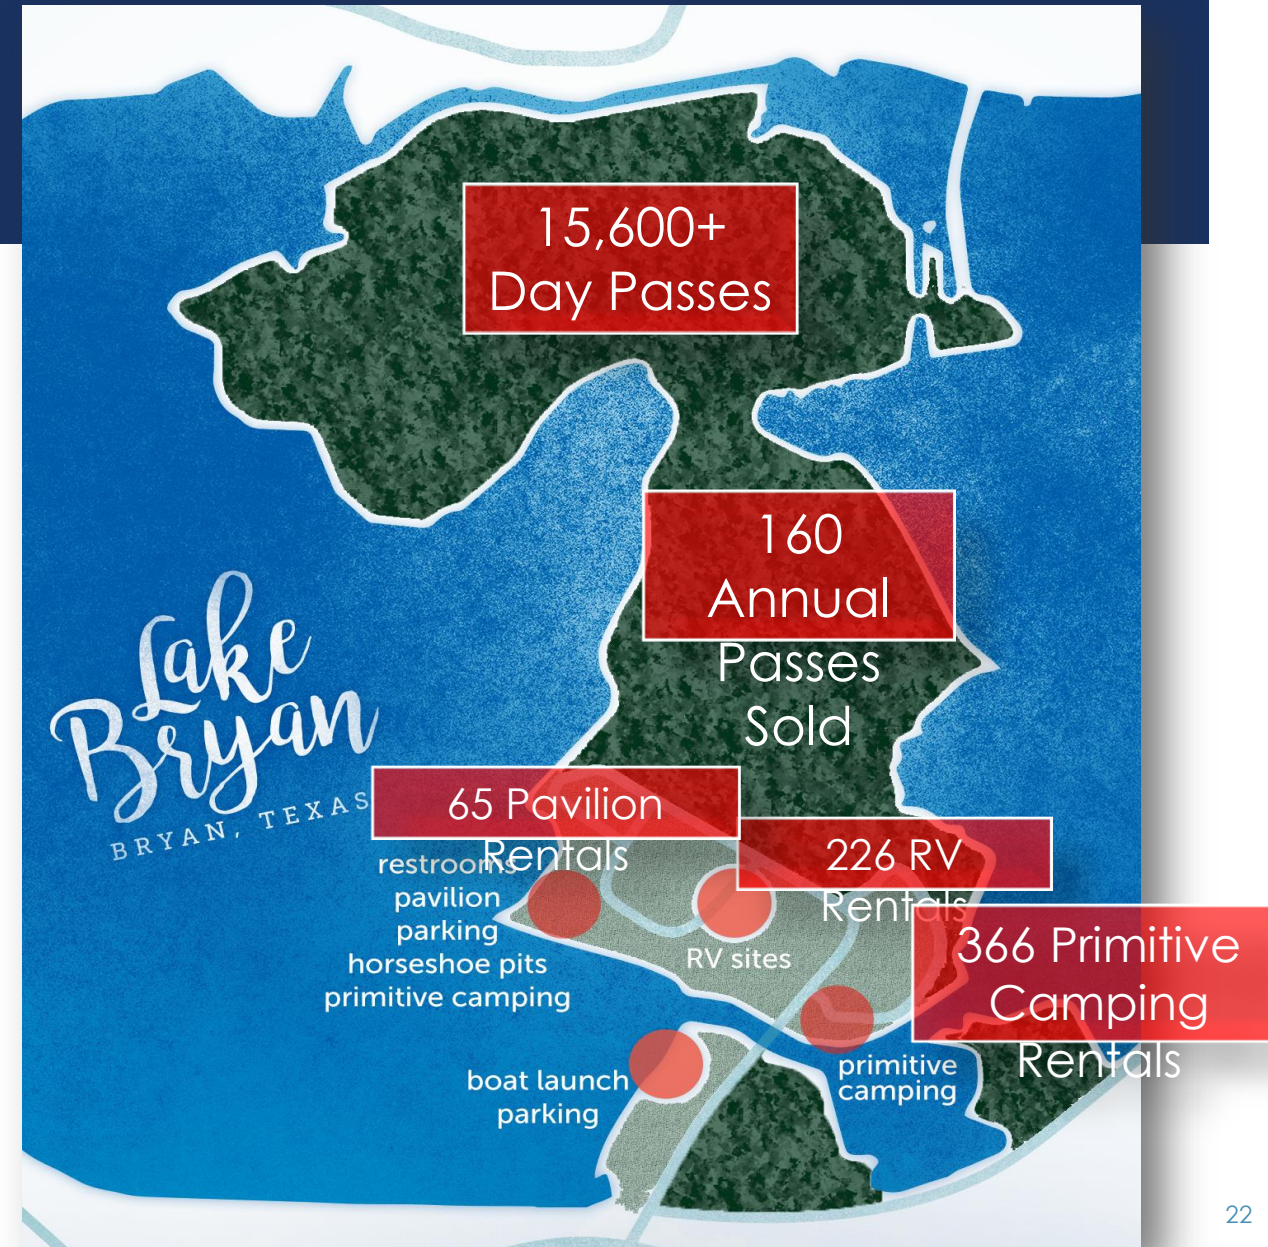 15,600+
Day Passes
160
Annual
Passes
Sold
Lake
Bryan
BRYAN, TEXAS
65 Pavilion
Rentals
226 RV
Rentals
366 Primitive
Camping
Rentals
restrooms
pavilion
parking
horseshoe pits
primitive camping
RV sites
primitive
camping
boat launch
parking
22